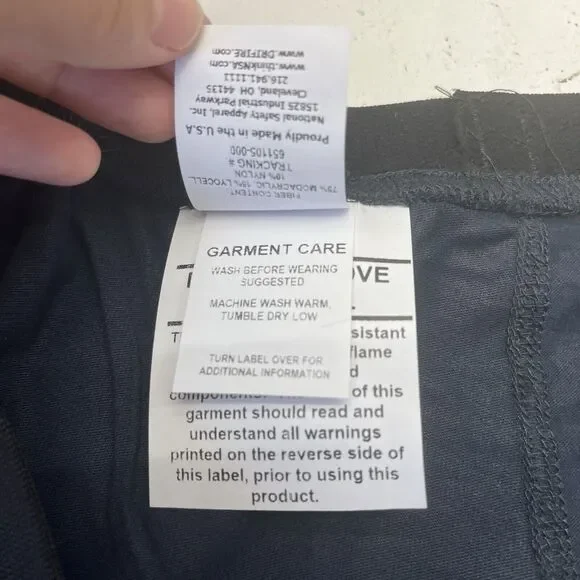 www.DRIFIRE.com
www.thinkNSA.com
216.941.1111
Cleveland, OH 44135
15825 Industrial Parkway
National Safety Apparel, Inc.
Proudly Made in the U.S.A
651105-000
TRACKING #
10% NYLON
75% MODACRYLIC, 15% LYOCELL,
FIBER CONTENT
GARMENT CARE
WASH BEFORE WEARING
SUGGESTED
MACHINE WASH WARM,
TUMBLE DRY LOW
TURN LABEL OVER FOR
ADDITIONAL INFORMATION
OVE
sistant
flame
d
of this
garment should read and
understand all warnings
printed on the reverse side of
this label, prior to using this
product.